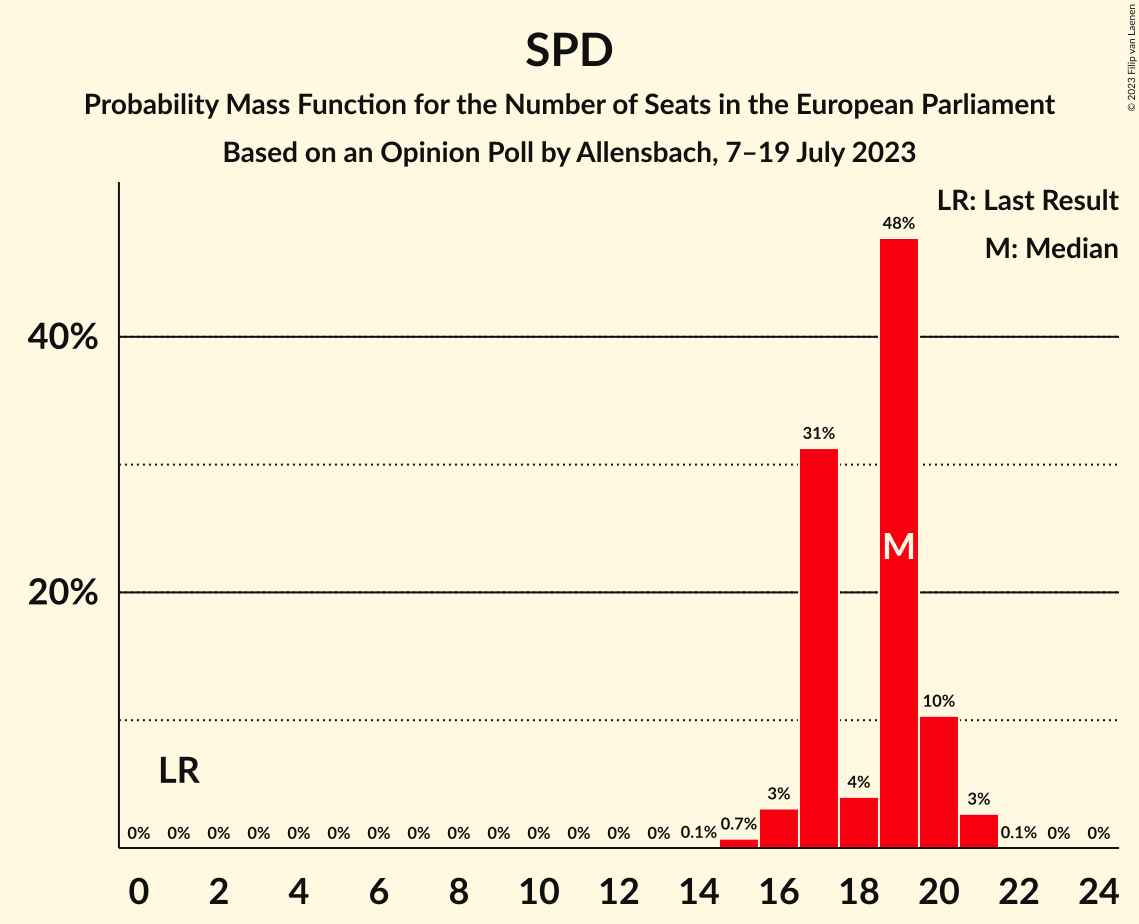 SPD
Probability Mass Function for the Number of Seats in the European Parliament
Based on an Opinion Poll by Allensbach, 7–19 July 2023
© 2023 Filip van Laenen
LR: Last Result
M: Median
48%
40%
31%
M
20%
10%
LR
4%
3%
3%
0% 0% 0% 0% 0% 0% 0% 0% 0% 0% 0% 0% 0% 0% 0.1% 0.7% 0.1% 0% 0%
0 2 4 6 8 10 12 14 16 18 20 22 24